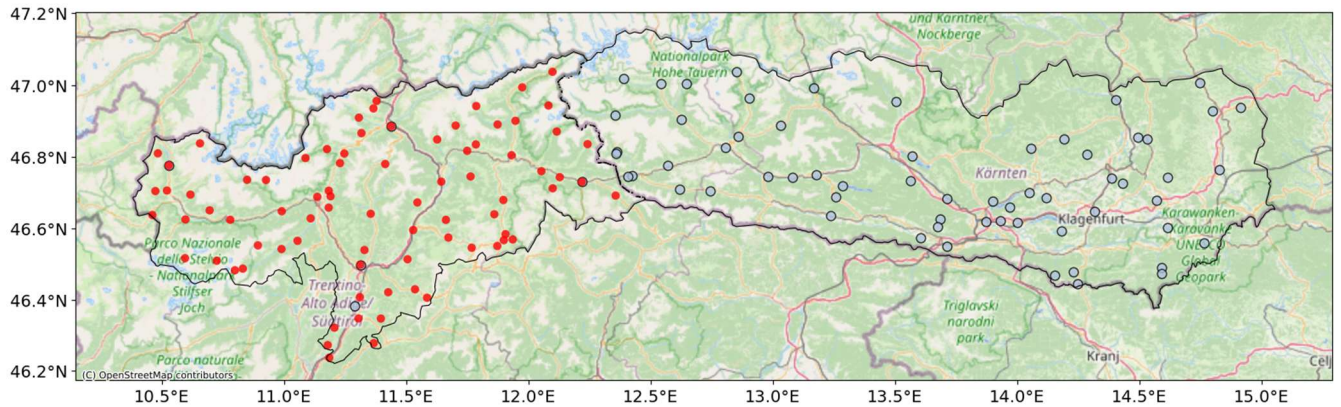 47.2°N
47.0°N
46.8°N
46.6°N
46.4°N
46.2°N
und Kärntner
Nockberge
Nationalpark
Hohe Tauern
Kärnten
Klagenfurt
Karawanken-
Karavanke
UNESCO
Global
Geopark
Parco Nazionale
dello Stelvio
- Nationalpark
Stilfser
Joch
Trentino-
Alto Adige/
Südtirol
Triglavski
narodni
park
Kranj
Parco naturale
(C) OpenStreetMap contributors
10.5°E 11.0°E 11.5°E 12.0°E 12.5°E 13.0°E 13.5°E 14.0°E 14.5°E 15.0°E